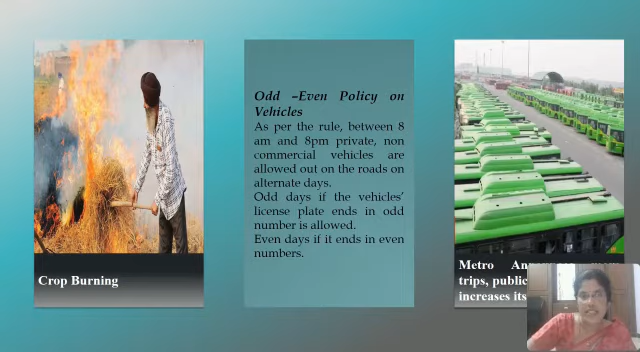 Crop Burning
Odd –Even Policy on
Vehicles
As per the rule, between 8
am and 8pm private, non
commercial vehicles are
allowed out on the roads on
alternate days.
Odd days if the vehicles'
license plate ends in odd
number is allowed.
Even days if it ends in even
numbers.
Metro
trips, public
increases its